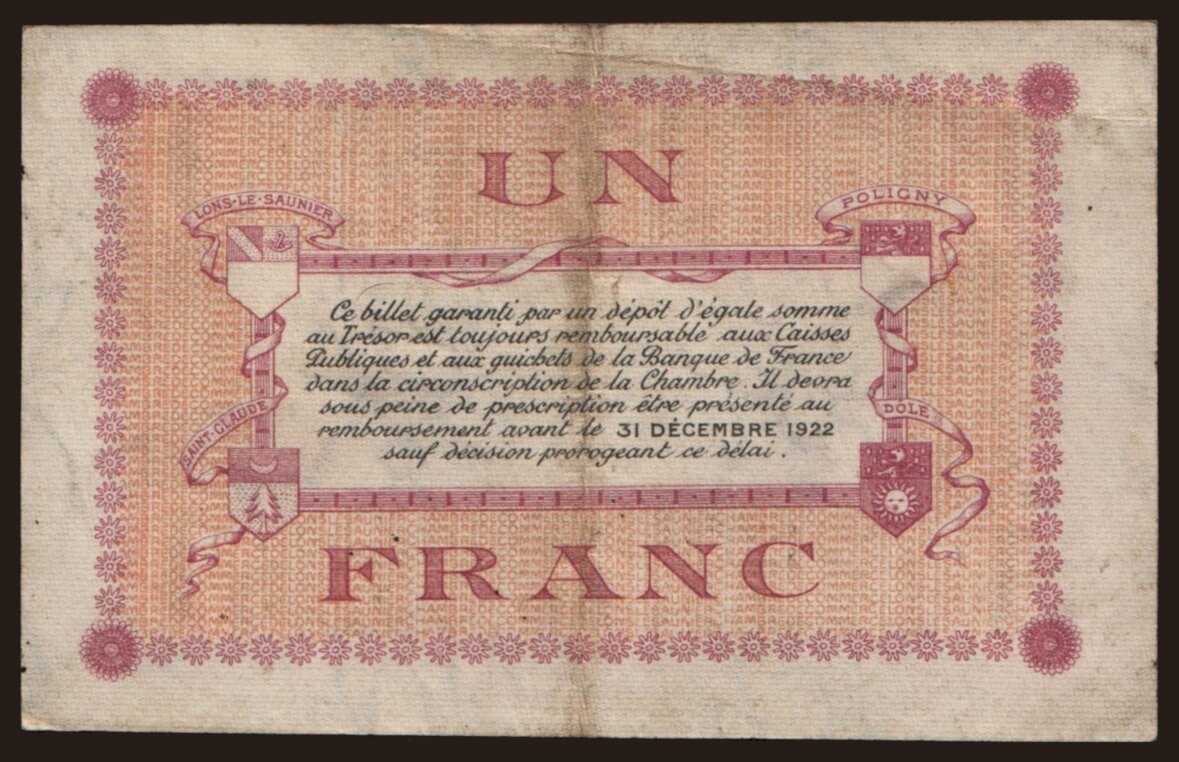 UN
LONS-LE-SAUNIER
POLIGNY
Ce billet garanti par un dépôt d'égale somme
au Trésor est toujours remboursable aux Caisses
Publiques et aux guichets de la Banque de France
dans la circonscription de la Chambre. Il devra
sous peine de prescription être présenté au
remboursement avant le 31 DÉCEMBRE 1922
sauf décision prorogeant ce délai.
SAINT-CLAUDE
DOLE
FRANC